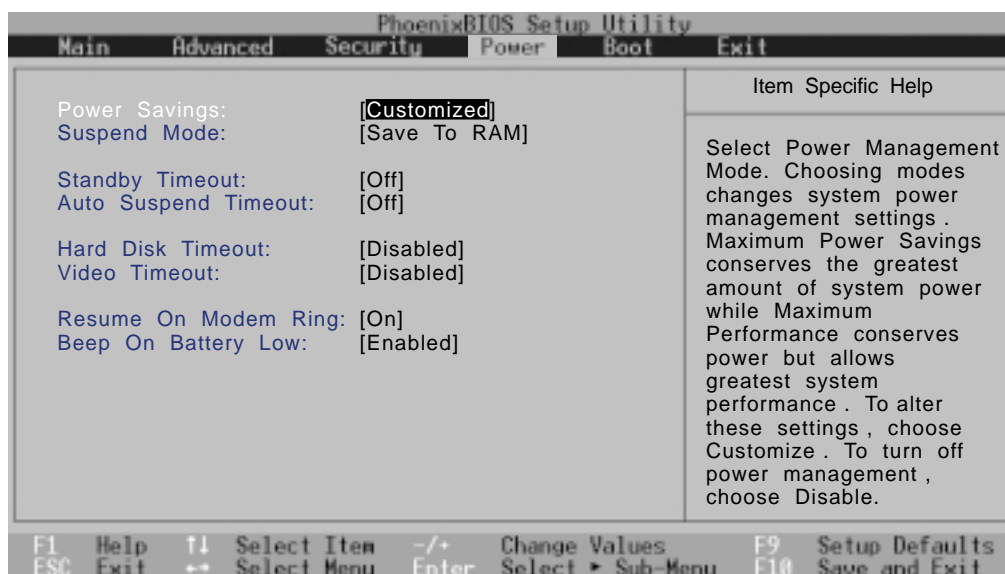 PhoenixBIOS Setup Utility
Main Advanced Security Power Boot Exit
Power Savings: [Customized]
Suspend Mode: [Save To RAM]
Standby Timeout: [Off]
Auto Suspend Timeout: [Off]
Hard Disk Timeout: [Disabled]
Video Timeout: [Disabled]
Resume On Modem Ring: [On]
Beep On Battery Low: [Enabled]
Item Specific Help
Select Power Management
Mode. Choosing modes
changes system power
management settings .
Maximum Power Savings
conserves the greatest
amount of system power
while Maximum
Performance conserves
power but allows
greatest system
performance . To alter
these settings , choose
Customize . To turn off
power management ,
choose Disable.
F1 Help ↑↓ Select Item -/+ Change Values F9 Setup Defaults
ESC Exit ←→ Select Menu Enter Select ► Sub-Menu F10 Save and Exit